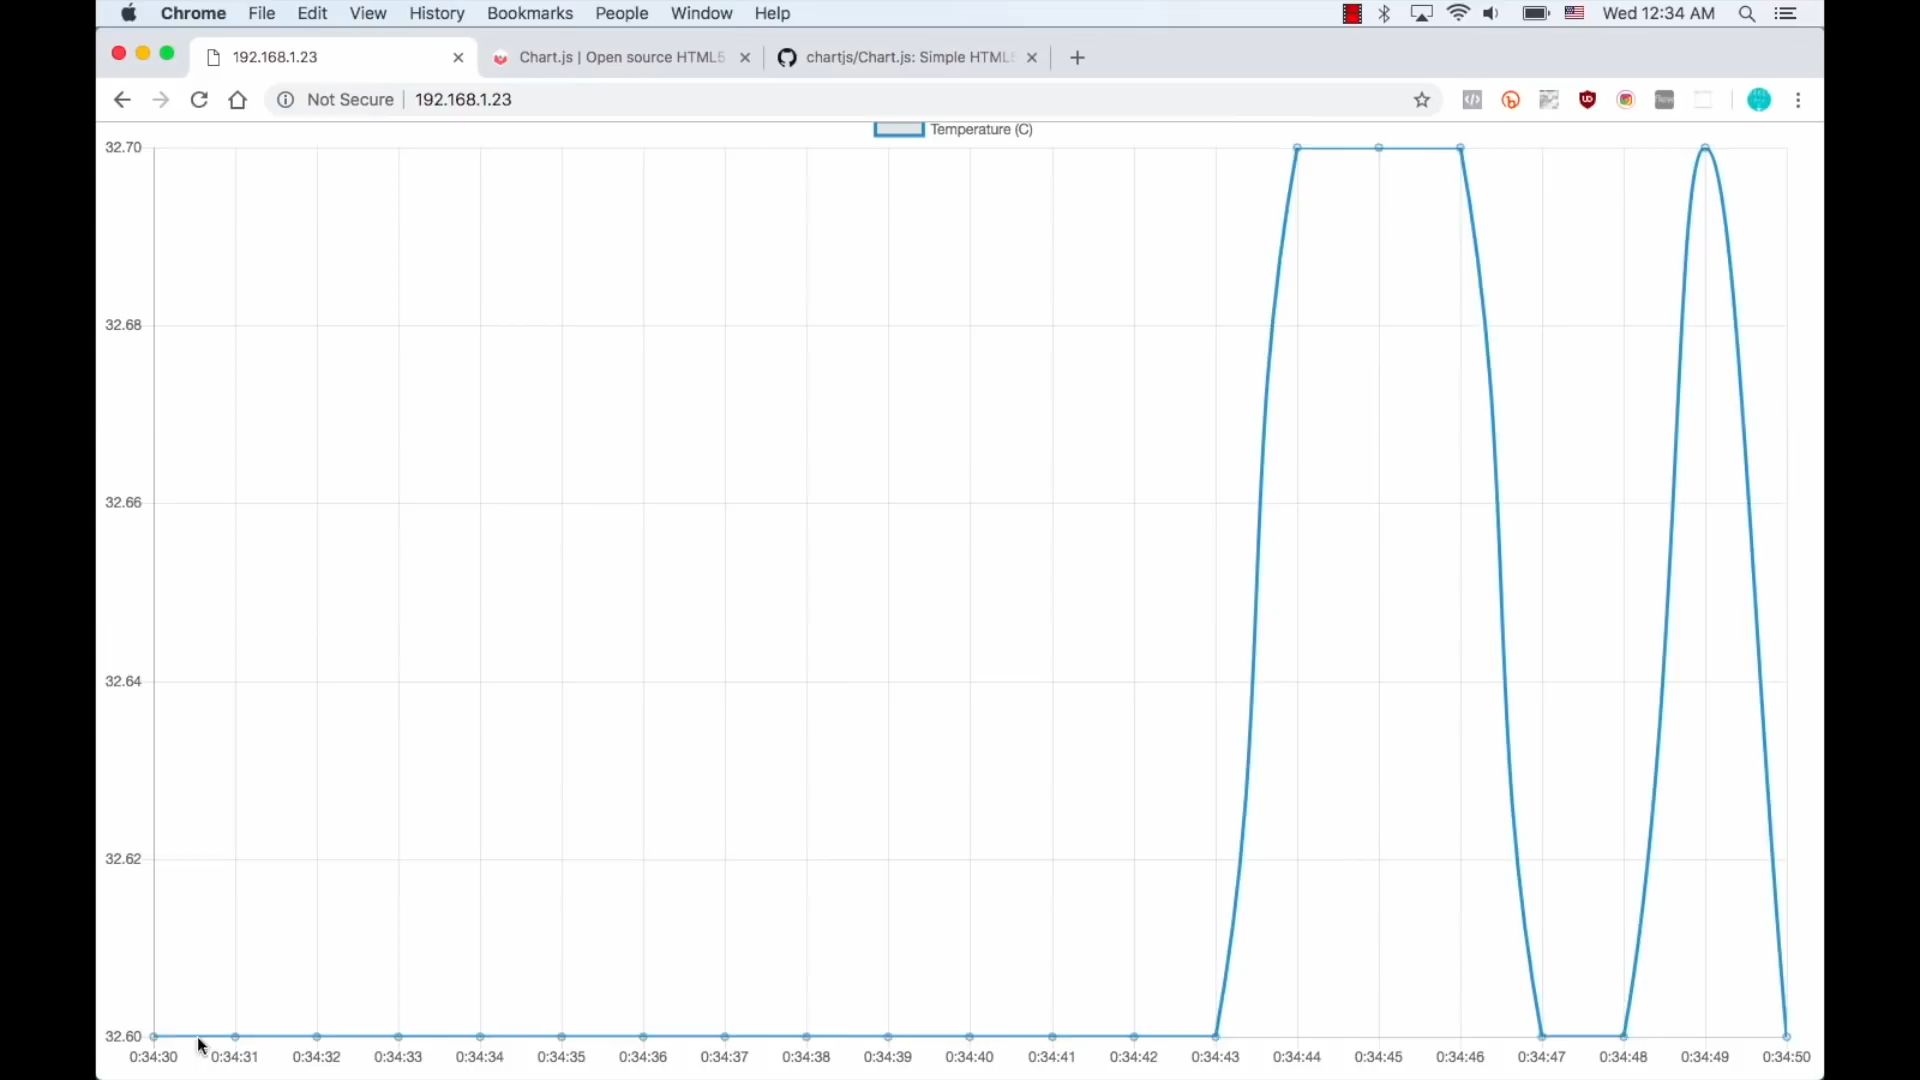 Chrome File Edit View History Bookmarks People Window Help Wed 12:34 AM
192.168.1.23 Chart.js | Open source HTML5 chartjs/Chart.js: Simple HTML5
Not Secure 192.168.1.23
Temperature (C)
32.70
32.68
32.66
32.64
32.62
32.60
0:34:30 0:34:31 0:34:32 0:34:33 0:34:34 0:34:35 0:34:36 0:34:37 0:34:38 0:34:39 0:34:40 0:34:41 0:34:42 0:34:43 0:34:44 0:34:45 0:34:46 0:34:47 0:34:48 0:34:49 0:34:50